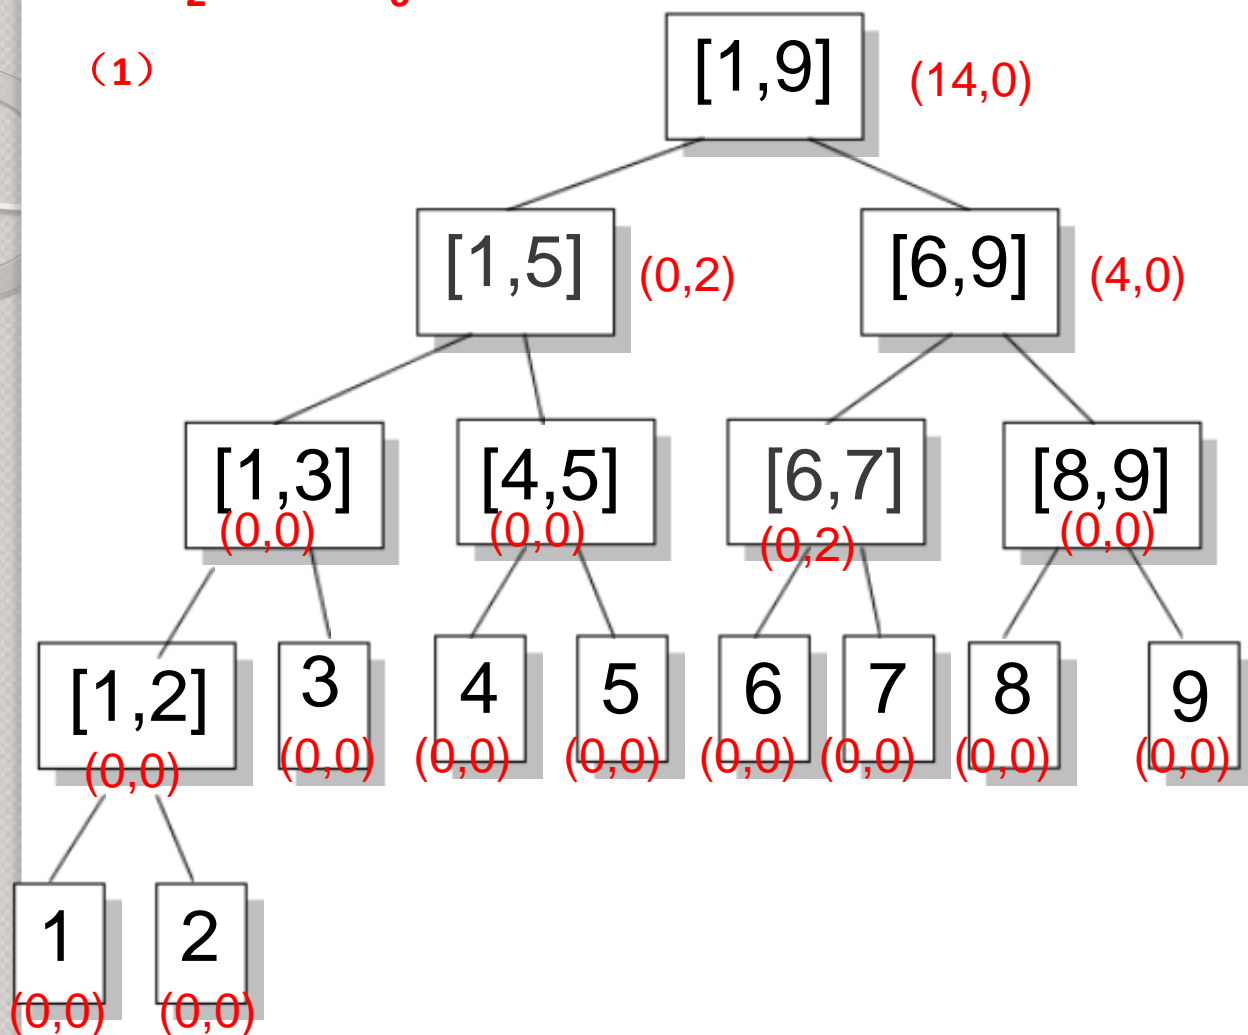 （1）
[1,9] (14,0)
[1,5] (0,2) [6,9] (4,0)
[1,3] [4,5] [6,7] [8,9]
(0,0) (0,0) (0,2) (0,0)
[1,2] 3 4 5 6 7 8 9
(0,0) (0,0) (0,0) (0,0) (0,0) (0,0) (0,0) (0,0)
1 2
(0,0) (0,0)